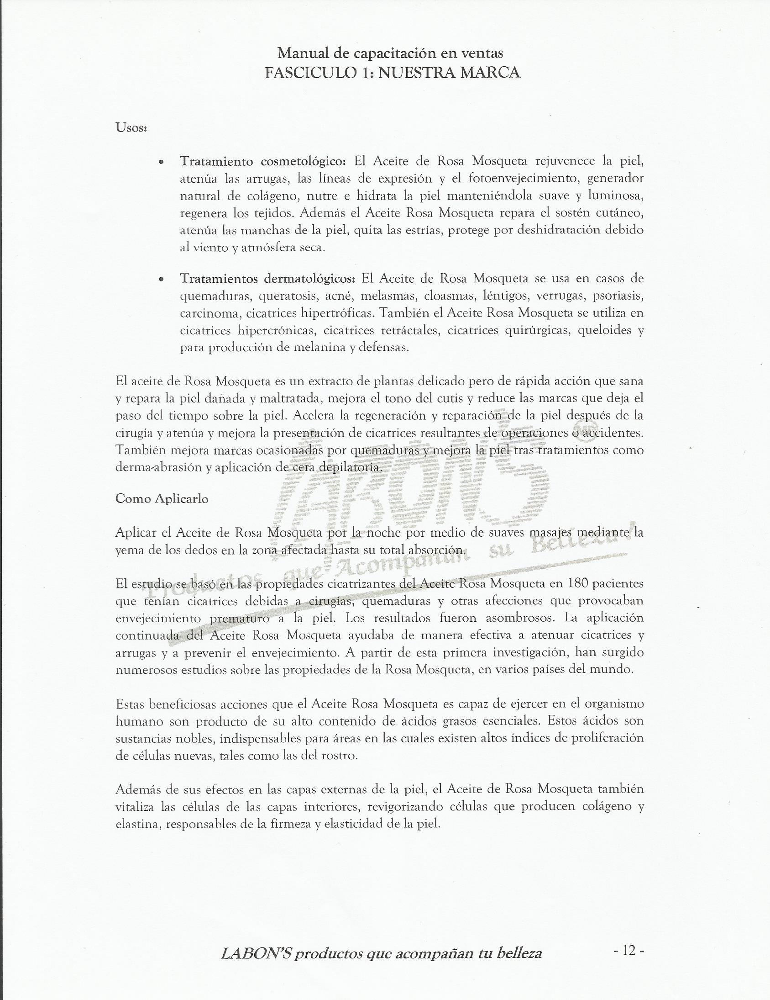 Manual de capacitación en ventas
FASCICULO 1: NUESTRA MARCA
Usos:
• Tratamiento cosmetológico: El Aceite de Rosa Mosqueta rejuvenece la piel,
atenúa las arrugas, las líneas de expresión y el fotoenvejecimiento, generador
natural de colágeno, nutre e hidrata la piel manteniéndola suave y luminosa,
regenera los tejidos. Además el Aceite Rosa Mosqueta repara el sostén cutáneo,
atenúa las manchas de la piel, quita las estrías, protege por deshidratación debido
al viento y atmósfera seca.
• Tratamientos dermatológicos: El Aceite de Rosa Mosqueta se usa en casos de
quemaduras, queratosis, acné, melasmas, cloasmas, léntigos, verrugas, psoriasis,
carcinoma, cicatrices hipertróficas. También el Aceite Rosa Mosqueta se utiliza en
cicatrices hipercrónicas, cicatrices retráctales, cicatrices quirúrgicas, queloides y
para producción de melanina y defensas.
El aceite de Rosa Mosqueta es un extracto de plantas delicado pero de rápida acción que sana
y repara la piel dañada y maltratada, mejora el tono del cutis y reduce las marcas que deja el
paso del tiempo sobre la piel. Acelera la regeneración y reparación de la piel después de la
cirugía y atenúa y mejora la presentación de cicatrices resultantes de operaciones o accidentes.
También mejora marcas ocasionadas por quemaduras y mejora la piel tras tratamientos como
derma-abrasión y aplicación de cera depilatoria.
LABON'S MR
Como Aplicarlo
Aplicar el Aceite de Rosa Mosqueta por la noche por medio de suaves masajes mediante la
yema de los dedos en la zona afectada hasta su total absorción.
Productos que Acompañan su Belleza!
El estudio se basó en las propiedades cicatrizantes del Aceite Rosa Mosqueta en 180 pacientes
que tenían cicatrices debidas a cirugías, quemaduras y otras afecciones que provocaban
envejecimiento prematuro a la piel. Los resultados fueron asombrosos. La aplicación
continuada del Aceite Rosa Mosqueta ayudaba de manera efectiva a atenuar cicatrices y
arrugas y a prevenir el envejecimiento. A partir de esta primera investigación, han surgido
numerosos estudios sobre las propiedades de la Rosa Mosqueta, en varios países del mundo.
Estas beneficiosas acciones que el Aceite Rosa Mosqueta es capaz de ejercer en el organismo
humano son producto de su alto contenido de ácidos grasos esenciales. Estos ácidos son
sustancias nobles, indispensables para áreas en las cuales existen altos índices de proliferación
de células nuevas, tales como las del rostro.
Además de sus efectos en las capas externas de la piel, el Aceite de Rosa Mosqueta también
vitaliza las células de las capas interiores, revigorizando células que producen colágeno y
elastina, responsables de la firmeza y elasticidad de la piel.
LABON'S productos que acompañan tu belleza
- 12 -